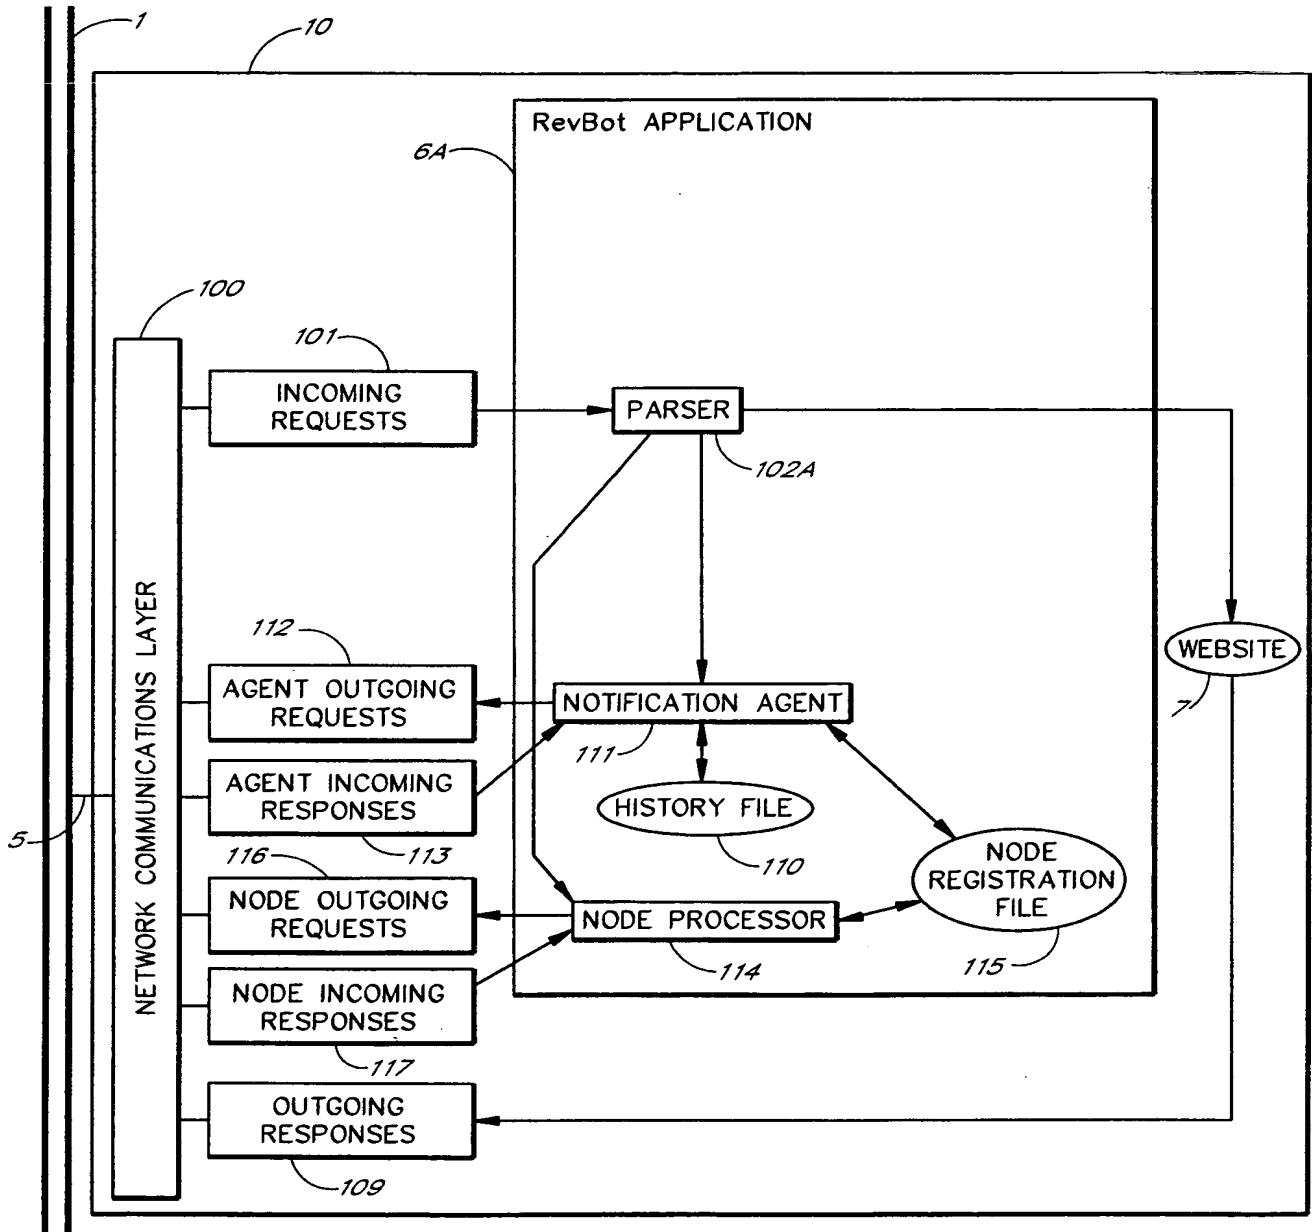 1
10
RevBot APPLICATION
6A
100
101
INCOMING
REQUESTS
PARSER
102A
NETWORK COMMUNICATIONS LAYER
112
AGENT OUTGOING
REQUESTS
NOTIFICATION AGENT
111
WEBSITE
7
AGENT INCOMING
RESPONSES
113
HISTORY FILE
110
5
116
NODE OUTGOING
REQUESTS
NODE PROCESSOR
114
NODE
REGISTRATION
FILE
115
NODE INCOMING
RESPONSES
117
OUTGOING
RESPONSES
109